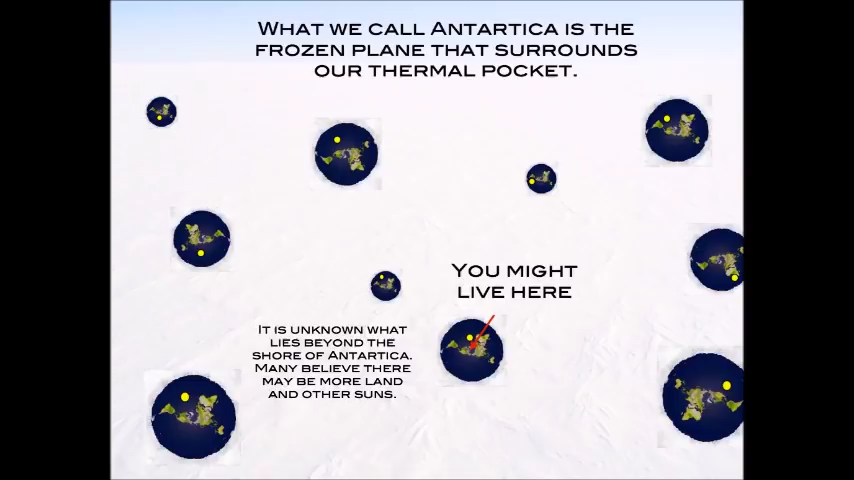 What we call Antartica is the
frozen plane that surrounds
our thermal pocket.
You might
live here
It is unknown what
lies beyond the
shore of Antartica.
Many believe there
may be more land
and other suns.